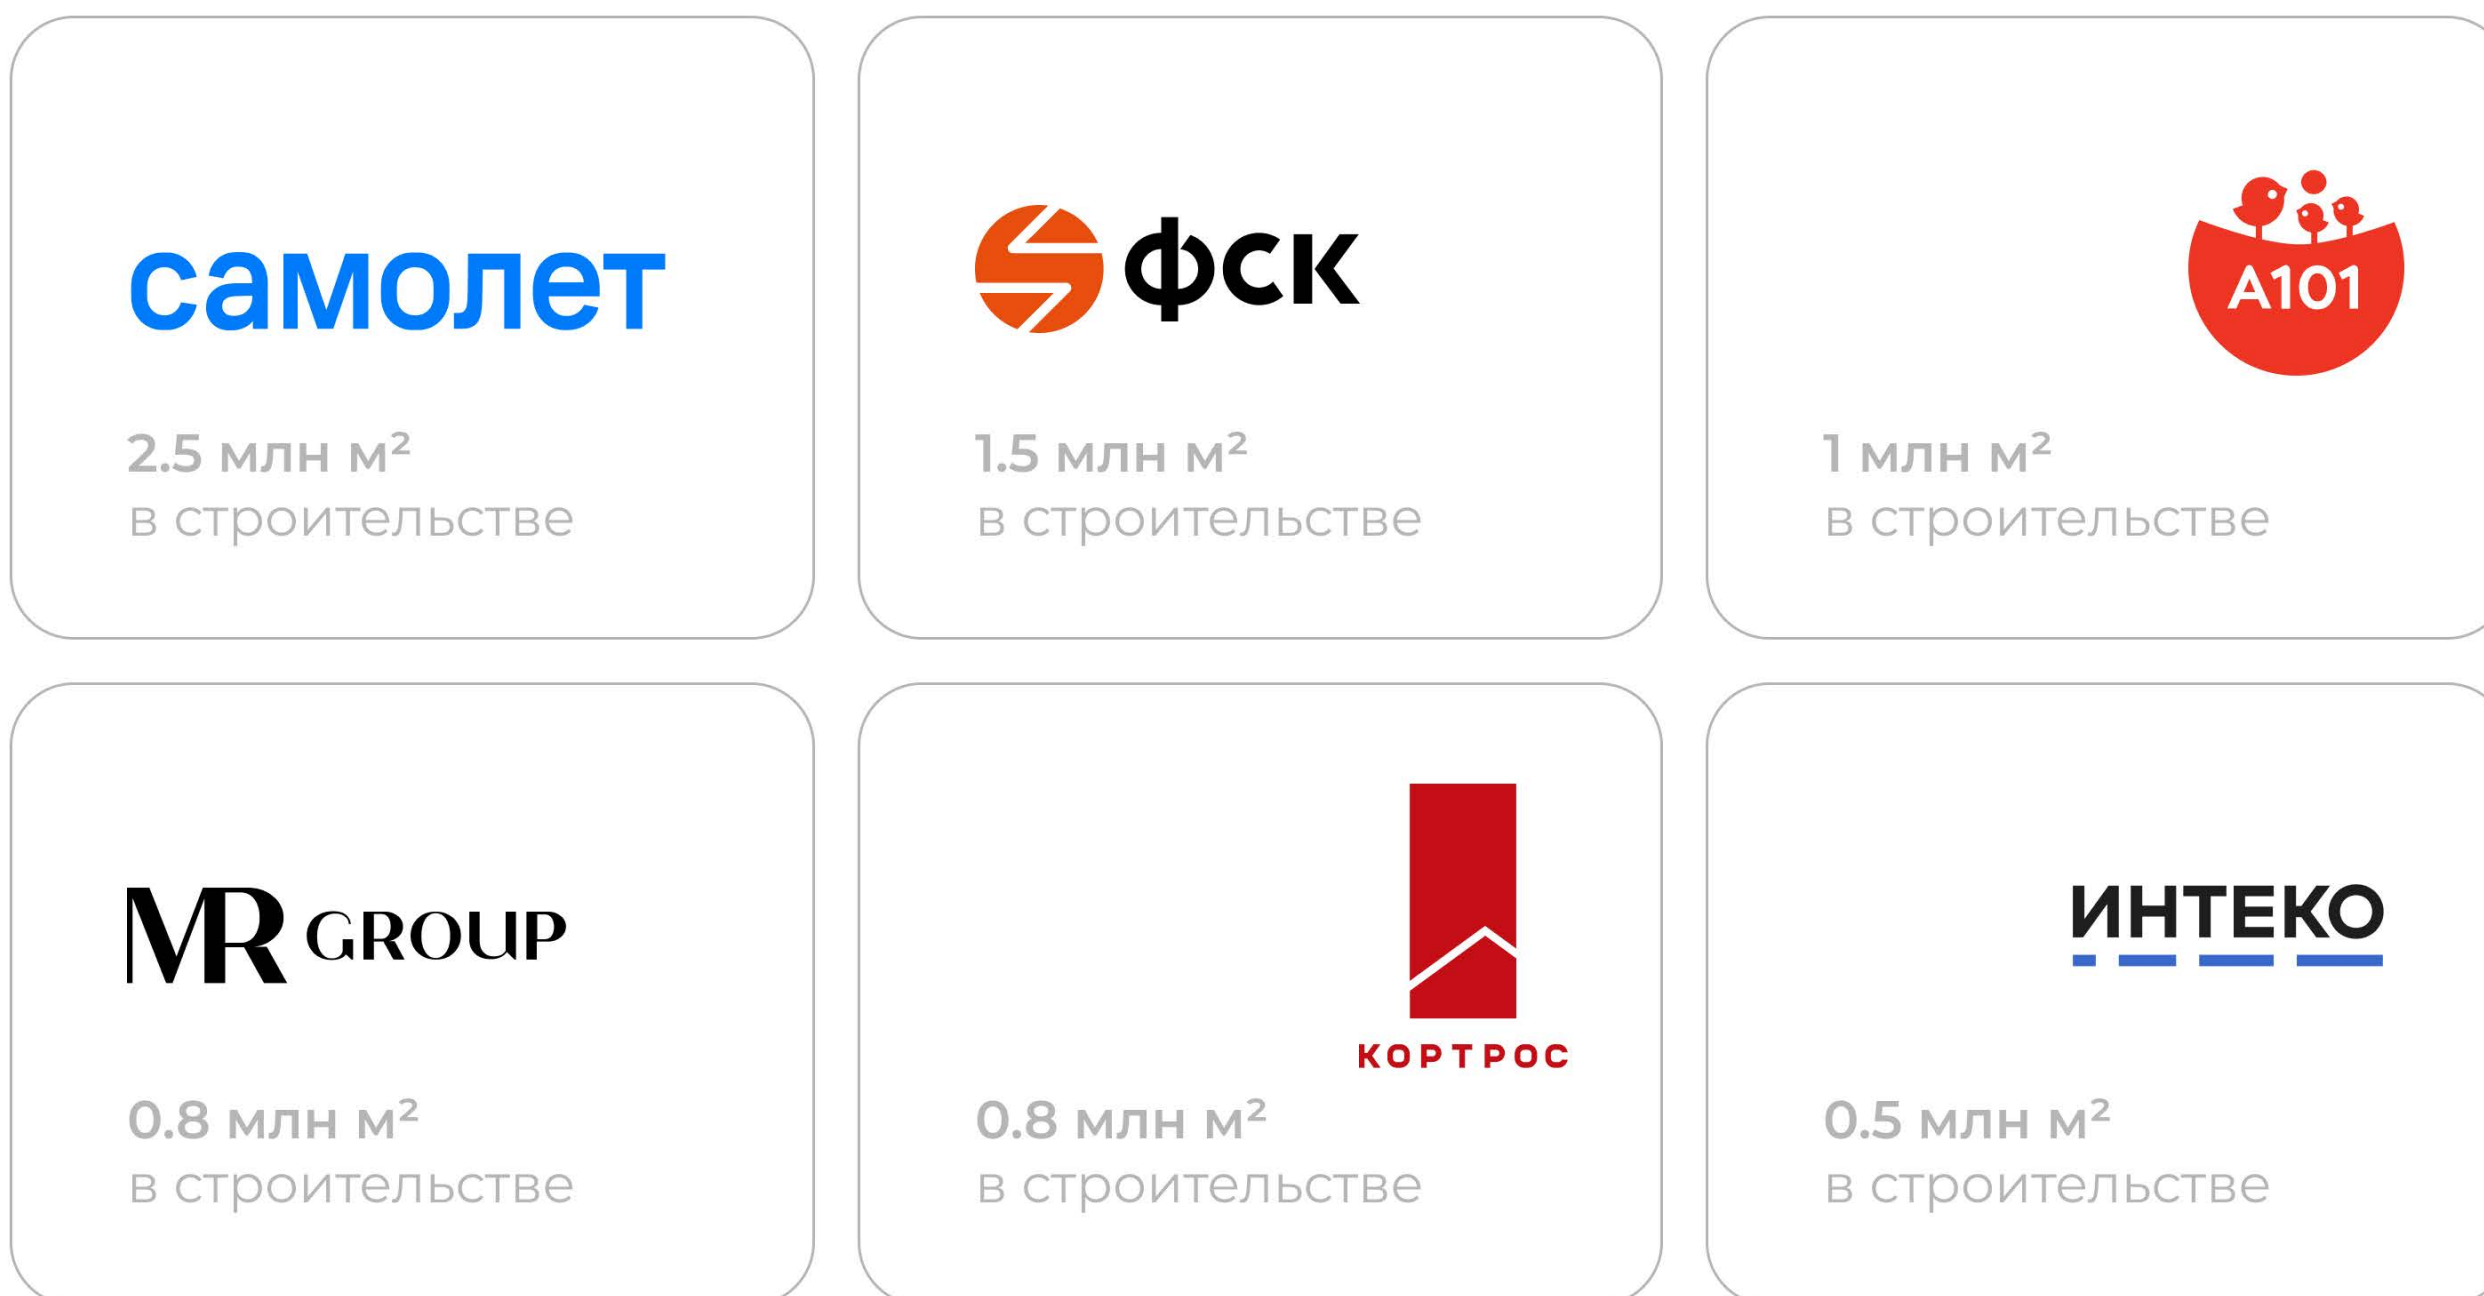 самолет
2.5 млн м²
в строительстве
фск
1.5 млн м²
в строительстве
А101
1 млн м²
в строительстве
MR GROUP
0.8 млн м²
в строительстве
КОРТРОС
0.8 млн м²
в строительстве
ИНТЕКО
0.5 млн м²
в строительстве